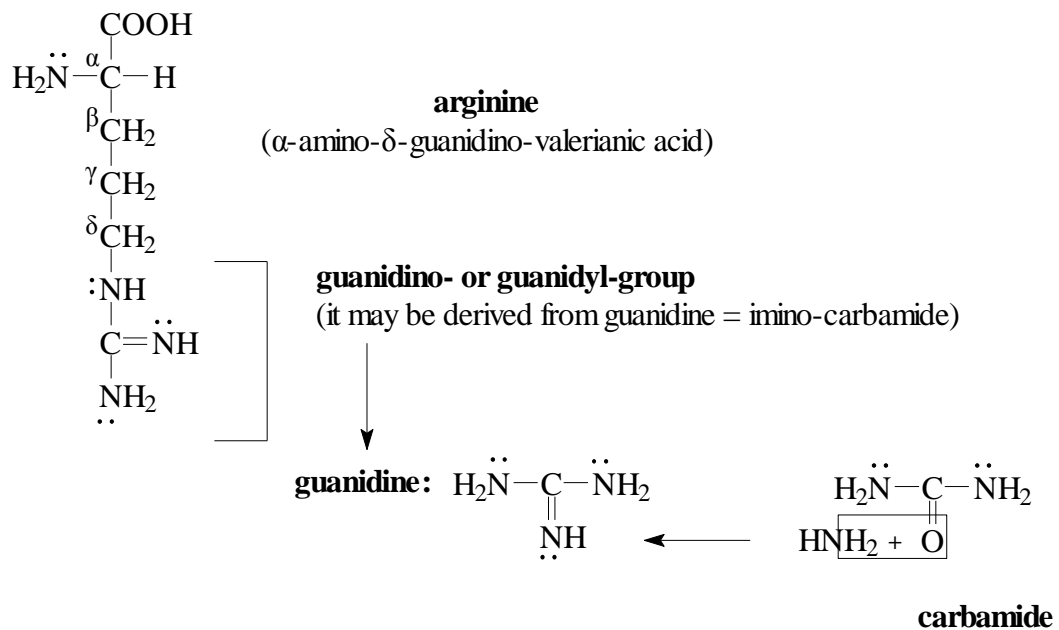 COOH
α
H₂N—C—H
arginine
β
CH₂
(α-amino-δ-guanidino-valerianic acid)
γ
CH₂
δ
CH₂
:NH
guanidino- or guanidyl-group
(it may be derived from guanidine = imino-carbamide)
C=NH
NH₂
guanidine: H₂N—C—NH₂
NH
H₂N—C—NH₂
HNH₂ + O
carbamide